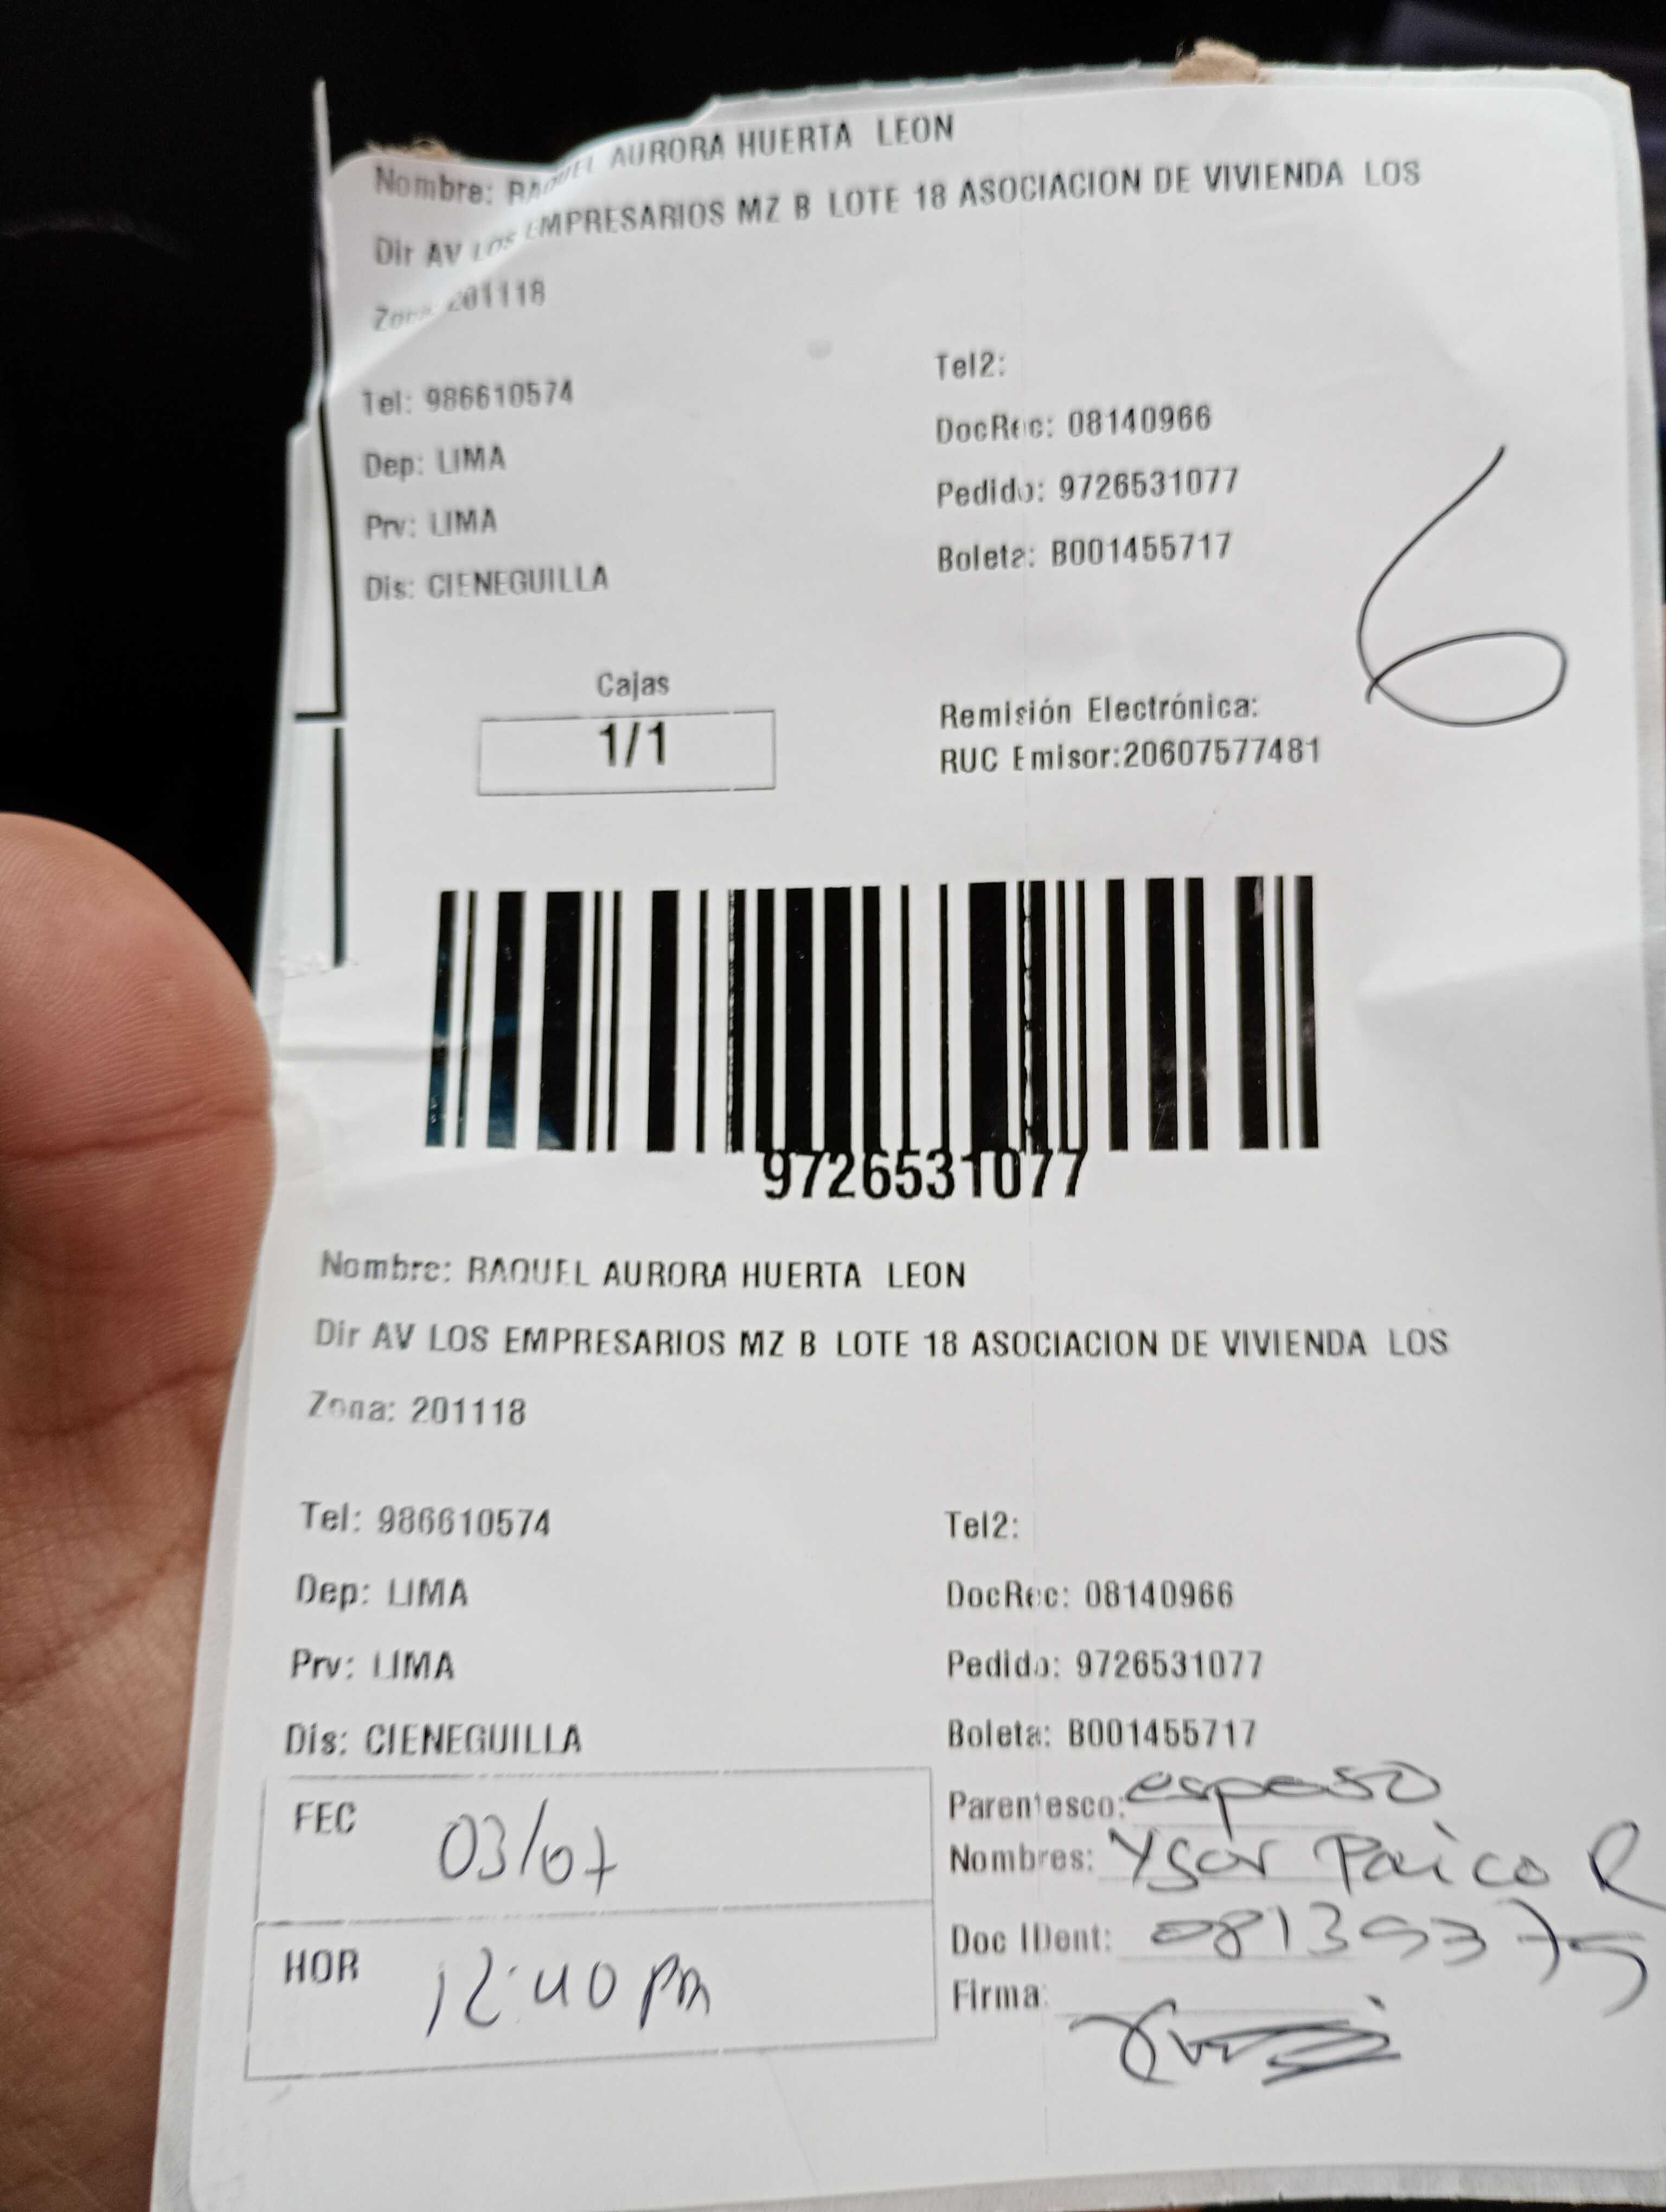 Nombre: RAQUEL AURORA HUERTA LEON
Dir AV LOS EMPRESARIOS MZ B LOTE 18 ASOCIACION DE VIVIENDA LOS
Zona: 201118
Tel: 986610574
Tel2:
Dep: LIMA
DocRec: 08140966
Prv: LIMA
Pedido: 9726531077
Dis: CIENEGUILLA
Boleta: B001455717
6
Cajas
1/1
Remisión Electrónica:
RUC Emisor:20607577481
9726531077
Nombre: RAQUEL AURORA HUERTA LEON
Dir AV LOS EMPRESARIOS MZ B LOTE 18 ASOCIACION DE VIVIENDA LOS
Zona: 201118
Tel: 986610574
Tel2:
Dep: LIMA
DocRec: 08140966
Prv: LIMA
Pedido: 9726531077
Dis: CIENEGUILLA
Boleta: B001455717
FEC 03/07
Parentesco: esposo
Nombres: Ygor Paico R
HOR 12:40 pm
Doc IDent: 08139375
Firma: